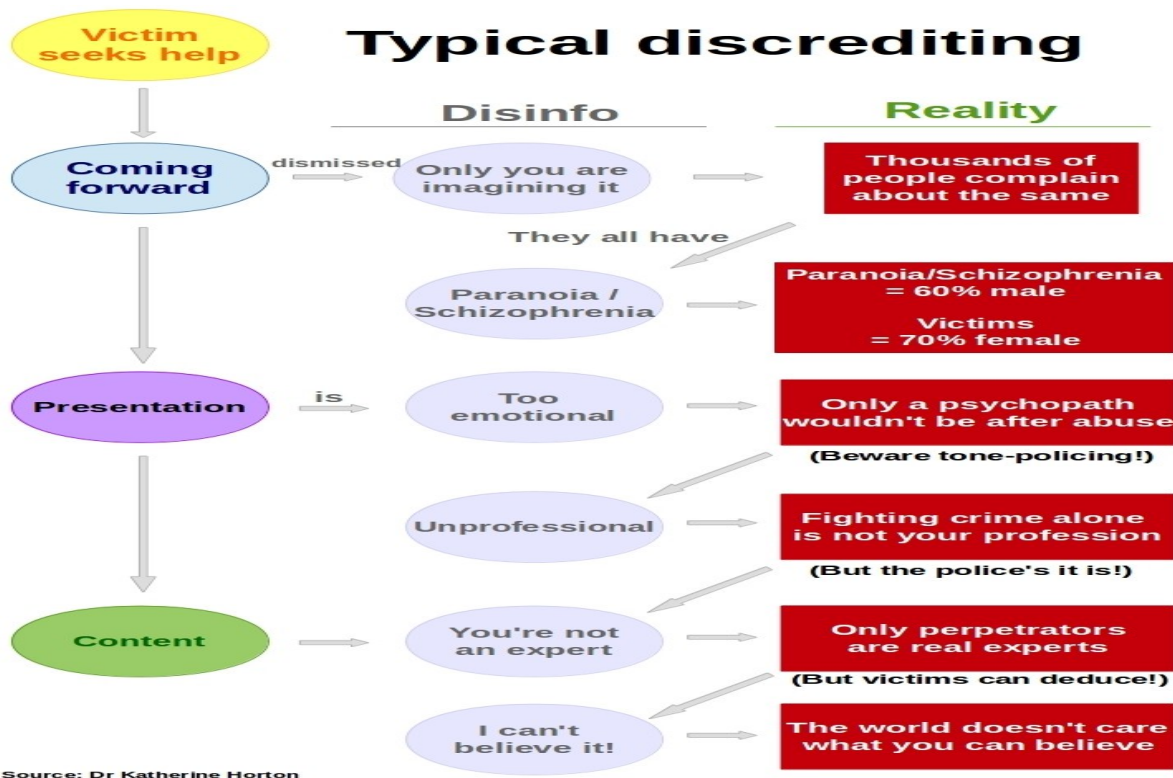 Victim
seeks help
Typical discrediting
Disinfo
Reality
Coming
forward
dismissed
Only you are
imagining it
Thousands of
people complain
about the same
They all have
Paranoia /
Schizophrenia
Paranoia/Schizophrenia
= 60% male
Victims
= 70% female
Presentation
is
Too
emotional
Only a psychopath
wouldn't be after abuse
(Beware tone-policing!)
Unprofessional
Fighting crime alone
is not your profession
(But the police's it is!)
Content
You're not
an expert
Only perpetrators
are real experts
(But victims can deduce!)
I can't
believe it!
The world doesn't care
what you can believe
Source: Dr Katherine Horton